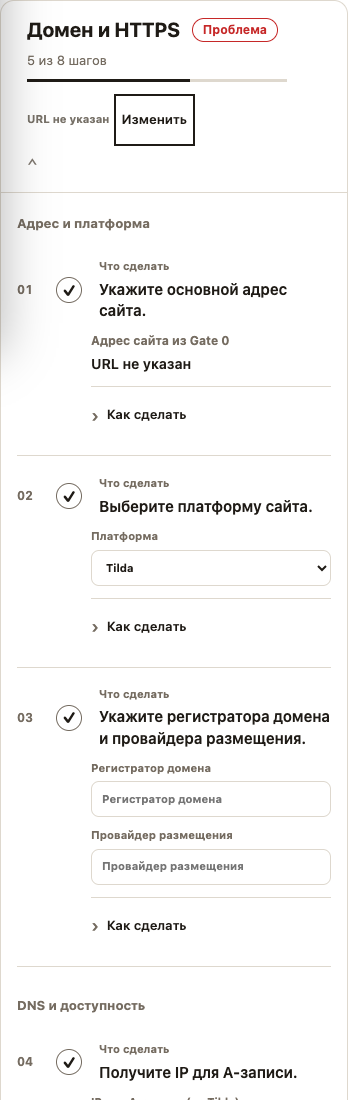 Домен и HTTPS
Проблема
5 из 8 шагов
URL не указан
Изменить
Адрес и платформа
01
Что сделать
Укажите основной адрес
сайта.
Адрес сайта из Gate 0
URL не указан
Как сделать
02
Что сделать
Выберите платформу сайта.
Платформа
Tilda
Как сделать
03
Что сделать
Укажите регистратора домена
и провайдера размещения.
Регистратор домена
Регистратор домена
Провайдер размещения
Провайдер размещения
Как сделать
DNS и доступность
04
Что сделать
Получите IP для A-записи.